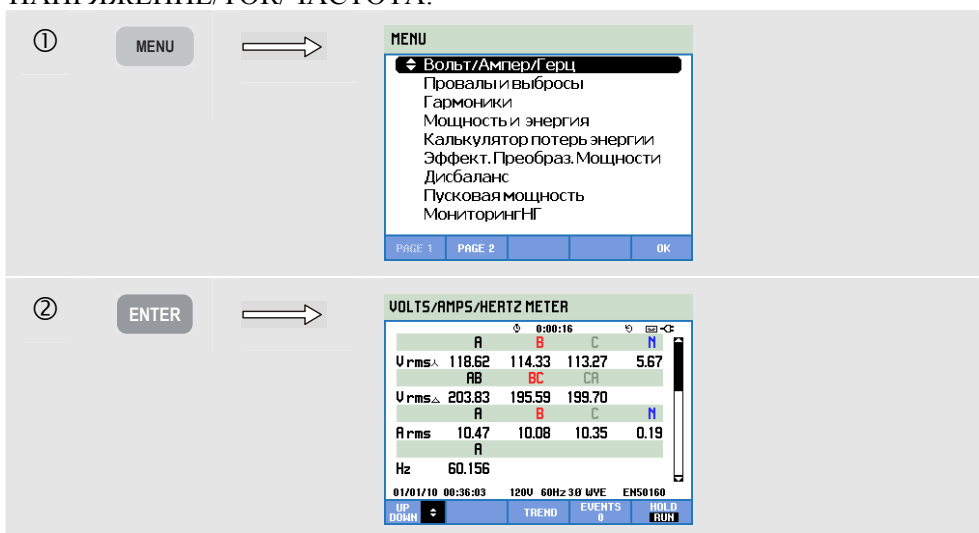 НАПРЯЖЕНИЕ/ТОК/ЧАСТОТА:
① MENU
MENU
Вольт/Ампер/Герц
Провалы и выбросы
Гармоники
Мощность и энергия
Калькулятор потерь энергии
Эффект. Преобраз. Мощности
Дисбаланс
Пусковая мощность
МониторингНГ
PAGE 1 PAGE 2 OK
② ENTER
VOLTS/AMPS/HERTZ METER
0:00:16
A B C N
Vrms 118.62 114.33 113.27 5.67
AB BC CA
Vrms 203.83 195.59 199.70
A B C N
Arms 10.47 10.08 10.35 0.19
A
Hz 60.156
01/01/10 00:36:03 120V 60Hz 3Ø WYE EN50160
UP DOWN TREND EVENTS 0 HOLD RUN